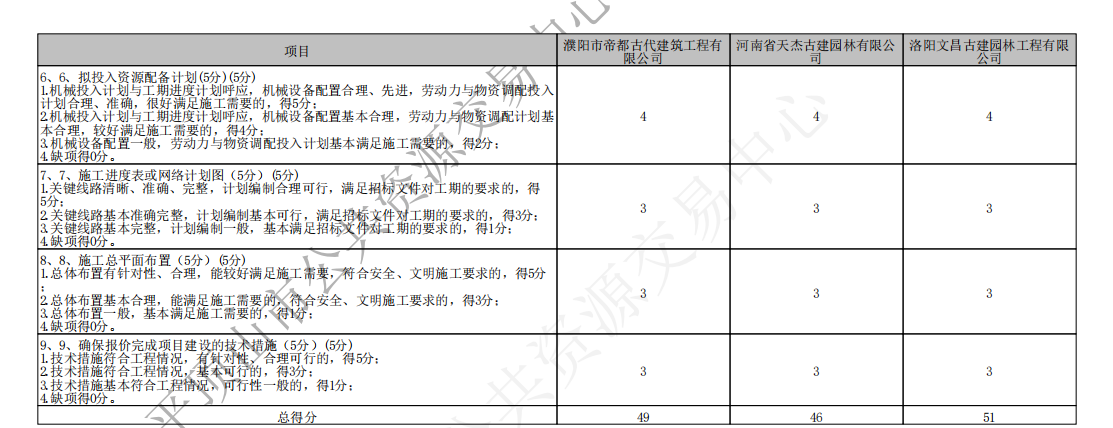 项目
濮阳市帝都古代建筑工程有
限公司
河南省天杰古建园林有限公
司
洛阳文昌古建园林工程有限
公司
6、6、拟投入资源配备计划(5分)(5分)
1.机械投入计划与工期进度计划呼应，机械设备配置合理、先进，劳动力与物资调配投入
计划合理、准确，很好满足施工需要的，得5分；
2.机械投入计划与工期进度计划呼应，机械设备配置基本合理，劳动力与物资调配计划基
本合理，较好满足施工需要的，得4分；
3.机械设备配置一般，劳动力与物资调配投入计划基本满足施工需要的，得2分；
4.缺项得0分。
4
4
4
7、7、施工进度表或网络计划图（5分）(5分)
1.关键线路清晰、准确、完整，计划编制合理可行，满足招标文件对工期的要求的，得
5分；
2.关键线路基本准确完整，计划编制基本可行，满足招标文件对工期的要求的，得3分；
3.关键线路基本完整，计划编制一般，基本满足招标文件对工期的要求的，得1分；
4.缺项得0分。
3
3
3
8、8、施工总平面布置（5分）(5分)
1.总体布置有针对性、合理，能较好满足施工需要，符合安全、文明施工要求的，得5分
；
2.总体布置基本合理，能满足施工需要的，符合安全、文明施工要求的，得3分；
3.总体布置一般，基本满足施工需要的，得1分；
4.缺项得0分。
3
3
3
9、9、确保报价完成项目建设的技术措施（5分）(5分)
1.技术措施符合工程情况，有针对性、合理可行的，得5分；
2.技术措施符合工程情况，基本可行的，得3分；
3.技术措施基本符合工程情况，可行性一般的，得1分；
4.缺项得0分。
3
3
3
总得分
49
46
51
平顶山市公共资源交易中心
公共资源交易中心